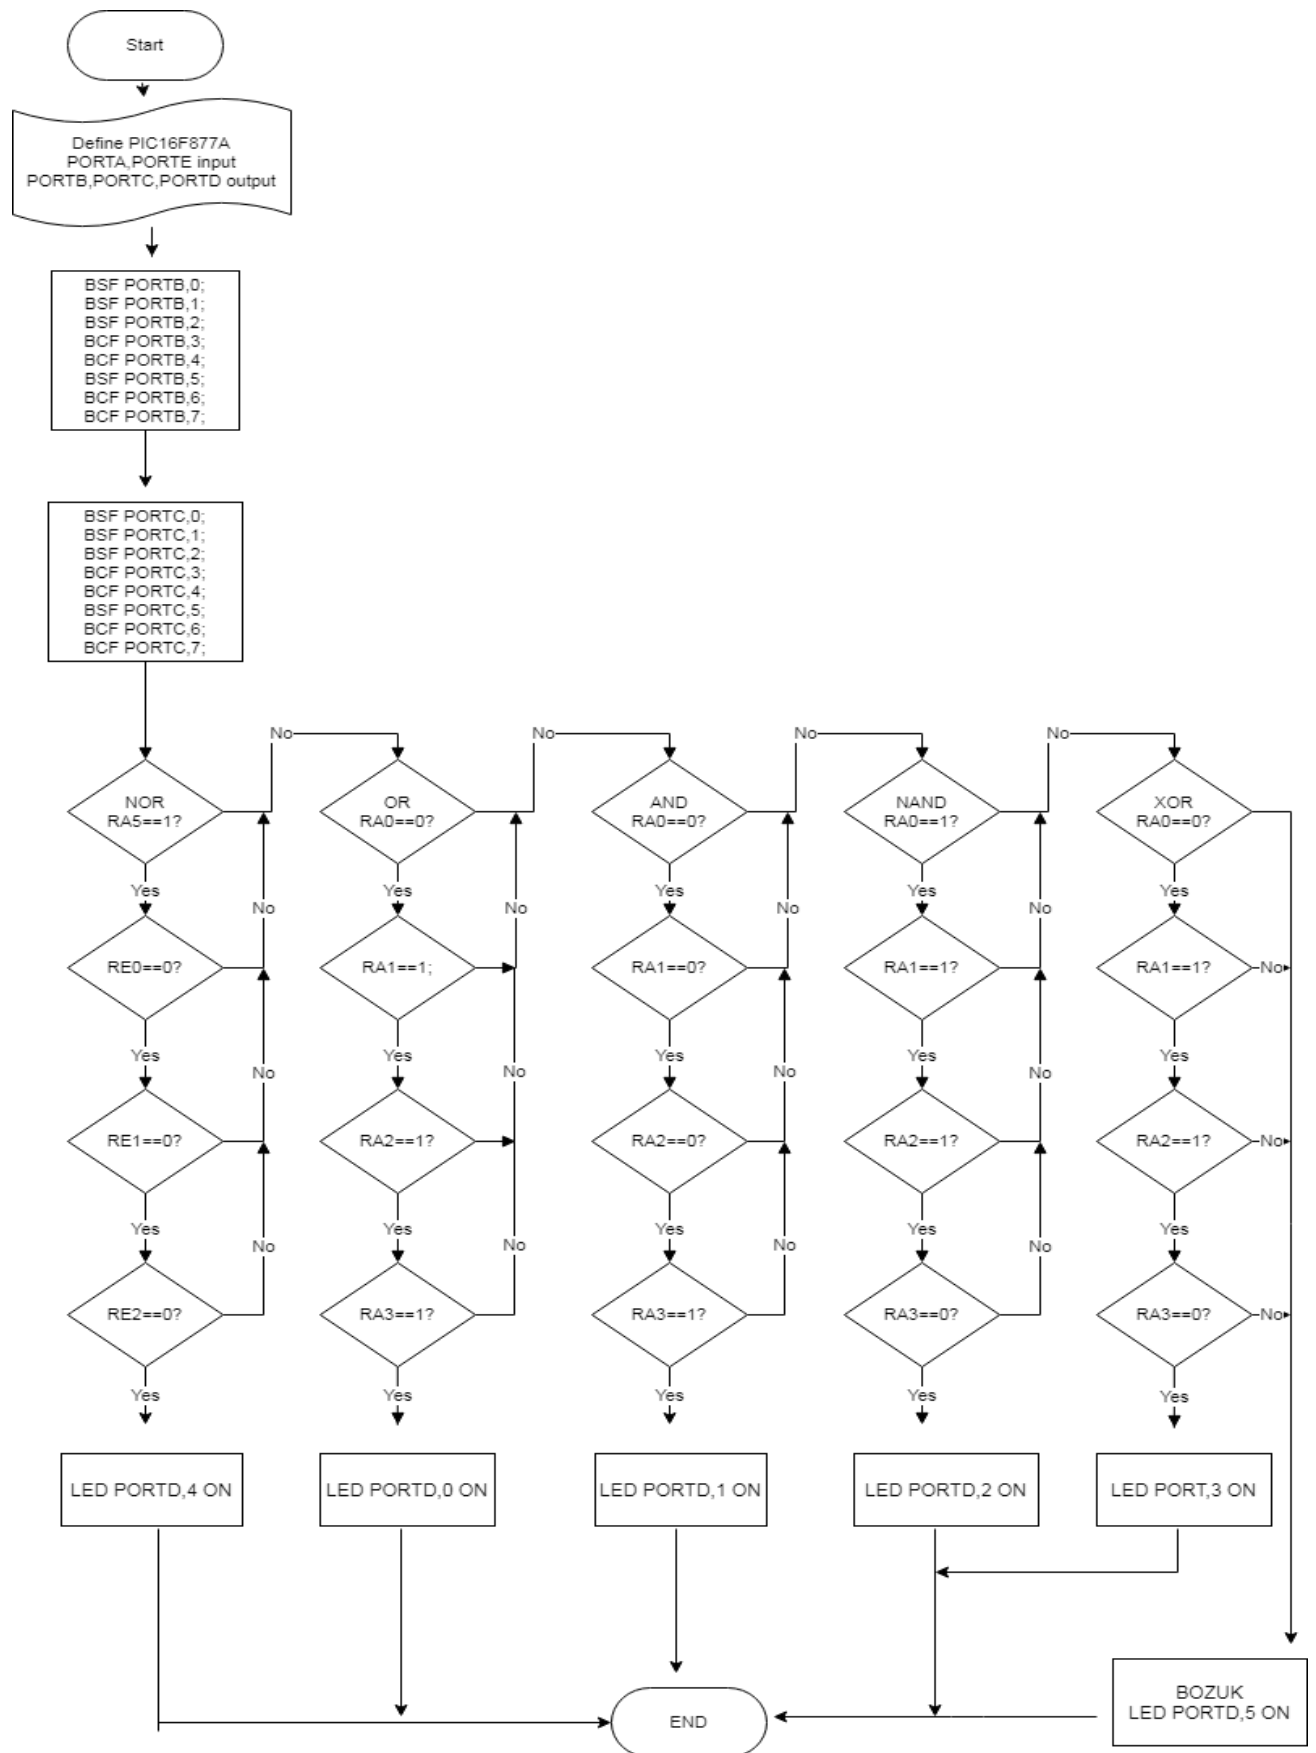 Start
Define PIC16F877A
PORTA,PORTE input
PORTB,PORTC,PORTD output
BSF PORTB,0;
BSF PORTB,1;
BSF PORTB,2;
BCF PORTB,3;
BCF PORTB,4;
BSF PORTB,5;
BCF PORTB,6;
BCF PORTB,7;
BSF PORTC,0;
BSF PORTC,1;
BSF PORTC,2;
BCF PORTC,3;
BCF PORTC,4;
BSF PORTC,5;
BCF PORTC,6;
BCF PORTC,7;
No
No
No
No
NOR
RA5==1?
OR
RA0==0?
AND
RA0==0?
NAND
RA0==1?
XOR
RA0==0?
Yes
Yes
Yes
Yes
Yes
No
No
No
No
RE0==0?
RA1==1;
RA1==0?
RA1==1?
RA1==1?
No
Yes
Yes
Yes
Yes
Yes
No
No
No
No
RE1==0?
RA2==1?
RA2==0?
RA2==1?
RA2==1?
No
Yes
Yes
Yes
Yes
Yes
No
No
No
No
RE2==0?
RA3==1?
RA3==1?
RA3==0?
RA3==0?
No
Yes
Yes
Yes
Yes
Yes
LED PORTD,4 ON
LED PORTD,0 ON
LED PORTD,1 ON
LED PORTD,2 ON
LED PORT,3 ON
BOZUK
LED PORTD,5 ON
END